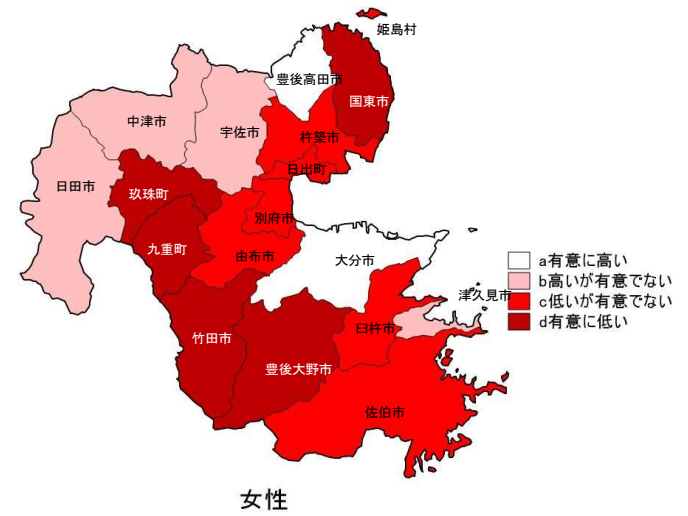 姫島村
豊後高田市
国東市
中津市
宇佐市
杵築市
日出町
日田市
玖珠町
別府市
九重町
由布市
大分市
津久見市
臼杵市
竹田市
豊後大野市
佐伯市
a有意に高い
b高いが有意でない
c低いが有意でない
d有意に低い
女性